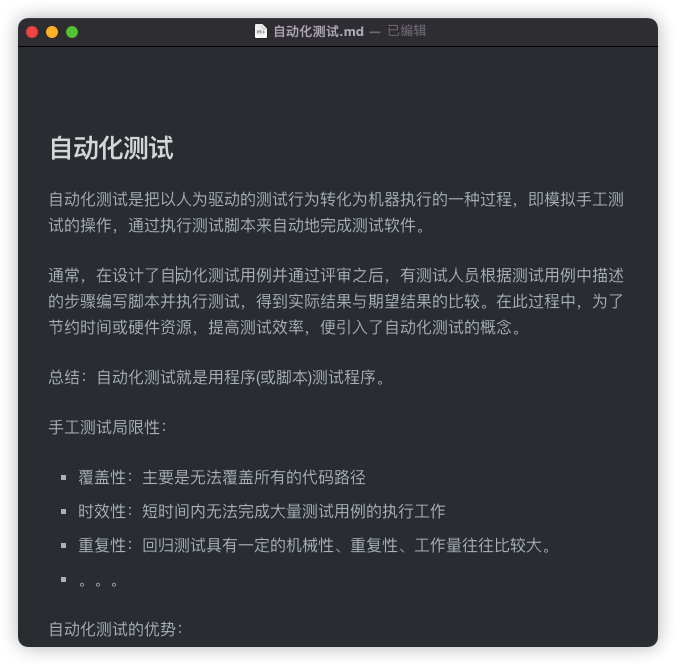 自动化测试.md — 已编辑
自动化测试
自动化测试是把以人为驱动的测试行为转化为机器执行的一种过程，即模拟手工测
试的操作，通过执行测试脚本来自动地完成测试软件。
通常，在设计了自动化测试用例并通过评审之后，有测试人员根据测试用例中描述
的步骤编写脚本并执行测试，得到实际结果与期望结果的比较。在此过程中，为了
节约时间或硬件资源，提高测试效率，便引入了自动化测试的概念。
总结：自动化测试就是用程序(或脚本)测试程序。
手工测试局限性：
▪ 覆盖性：主要是无法覆盖所有的代码路径
▪ 时效性：短时间内无法完成大量测试用例的执行工作
▪ 重复性：回归测试具有一定的机械性、重复性、工作量往往比较大。
▪ 。。。
自动化测试的优势：